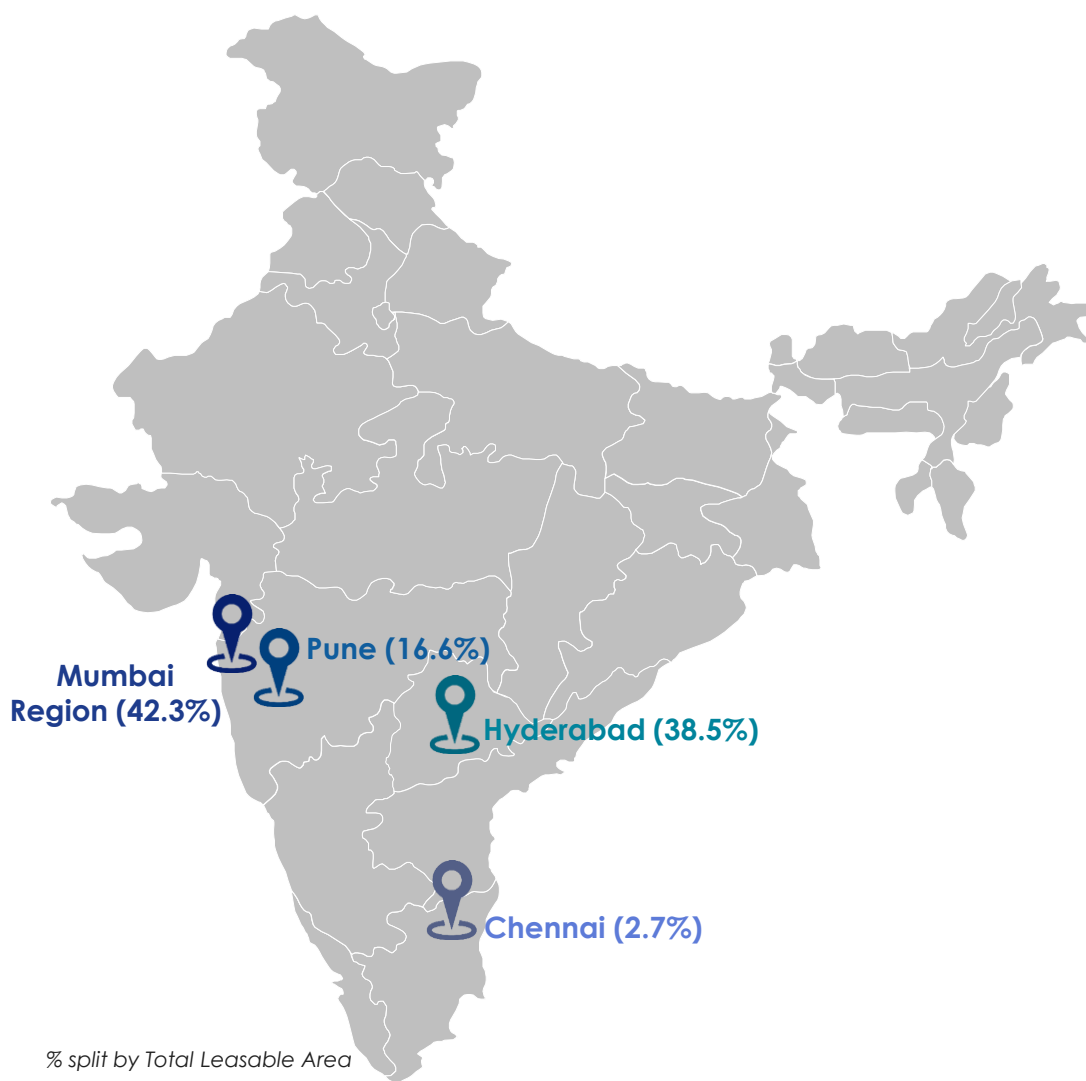 Pune (16.6%)
Mumbai
Region (42.3%)
Hyderabad (38.5%)
Chennai (2.7%)
% split by Total Leasable Area